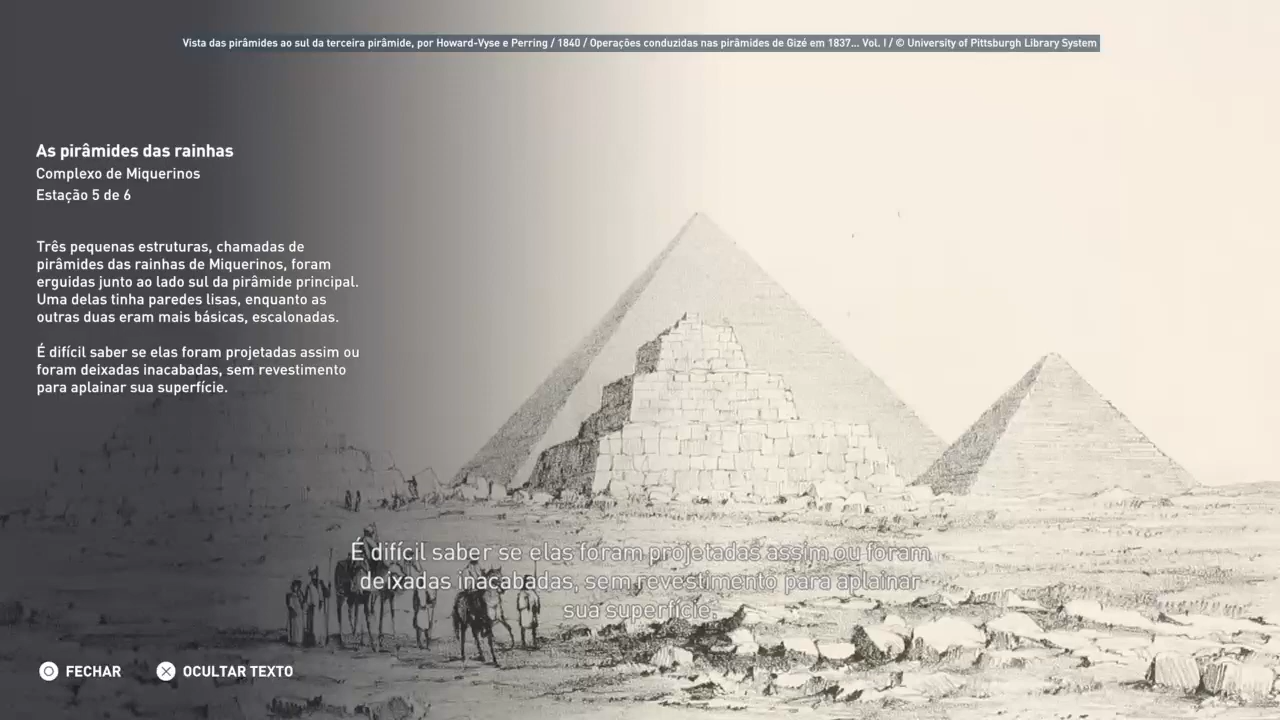 Vista das pirâmides ao sul da terceira pirâmide, por Howard-Vyse e Perring / 1840 / Operações conduzidas nas pirâmides de Gizé em 1837... Vol. I / © University of Pittsburgh Library System
As pirâmides das rainhas
Complexo de Miquerinos
Estação 5 de 6
Três pequenas estruturas, chamadas de
pirâmides das rainhas de Miquerinos, foram
erguidas junto ao lado sul da pirâmide principal.
Uma delas tinha paredes lisas, enquanto as
outras duas eram mais básicas, escalonadas.
É difícil saber se elas foram projetadas assim ou
foram deixadas inacabadas, sem revestimento
para aplainar sua superfície.
É difícil saber se elas foram projetadas assim ou foram
deixadas inacabadas, sem revestimento para aplainar
sua superfície.
FECHAR
OCULTAR TEXTO